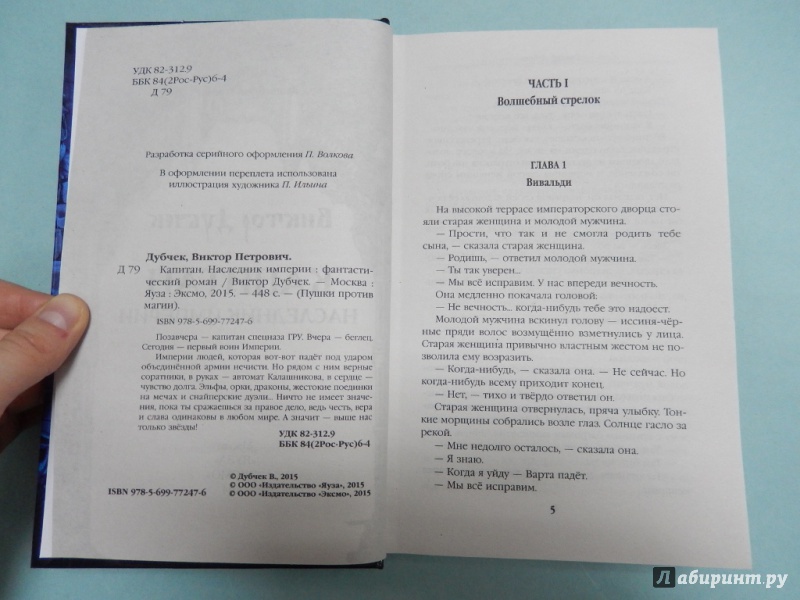 УДК 82-312.9
ББК 84(2Рос-Рус)6-4
Д 79
Разработка серийного оформления П. Волкова
В оформлении переплета использована
иллюстрация художника П. Ильина
Дубчек, Виктор Петрович.
Д 79 Капитан. Наследник империи : фантасти-
ческий роман / Виктор Дубчек. — Москва :
Яуза : Эксмо, 2015. — 448 с. — (Пушки против
магии).
ISBN 978-5-699-77247-6
Позавчера — капитан спецназа ГРУ. Вчера — беглец.
Сегодня — первый воин Империи.
Империи людей, которая вот-вот падёт под ударом
объединённой армии нечисти. Но рядом с ним верные
соратники, в руках — автомат Калашникова, в сердце —
чувство долга. Эльфы, орки, драконы, жестокие поединки
на мечах и снайперские дуэли.. Ничто не имеет значе-
ния, пока ты сражаешься за правое дело, ведь честь, вера
и слава одинаковы в любом мире. А значит — выше нас
только звёзды!
УДК 82-312.9
ББК 84(2Рос-Рус)6-4
© Дубчек В., 2015
© ООО «Издательство «Яуза», 2015
ISBN 978-5-699-77247-6 © ООО «Издательство «Эксмо», 2015
ЧАСТЬ I
Волшебный стрелок
ГЛАВА 1
Вивальди
На высокой террасе императорского дворца сто-
яли старая женщина и молодой мужчина.
— Прости, что так и не смогла родить тебе
сына, — сказала старая женщина.
— Родишь, — ответил молодой мужчина.
— Ты так уверен..
— Мы всё исправим. У нас впереди вечность.
Она медленно покачала головой:
— Не вечность.. когда-нибудь тебе это надоест.
Молодой мужчина вскинул голову — иссиня-чёр-
ные пряди волос возмущённо взметнулись у лица.
Старая женщина привычно властным жестом не по-
зволила ему возразить.
— Когда-нибудь, — сказала она. — Не сейчас. Но
когда-нибудь всему приходит конец.
— Нет, — тихо и твёрдо ответил он.
Старая женщина отвернулась, пряча улыбку. Тон-
кие морщины собрались возле глаз. Солнце гасло за
рекой.
— Мне недолго осталось, — сказала она.
— Я знаю.
— Когда я уйду — Варта падёт.
— Мы всё исправим.
5
Лабиринт.ру